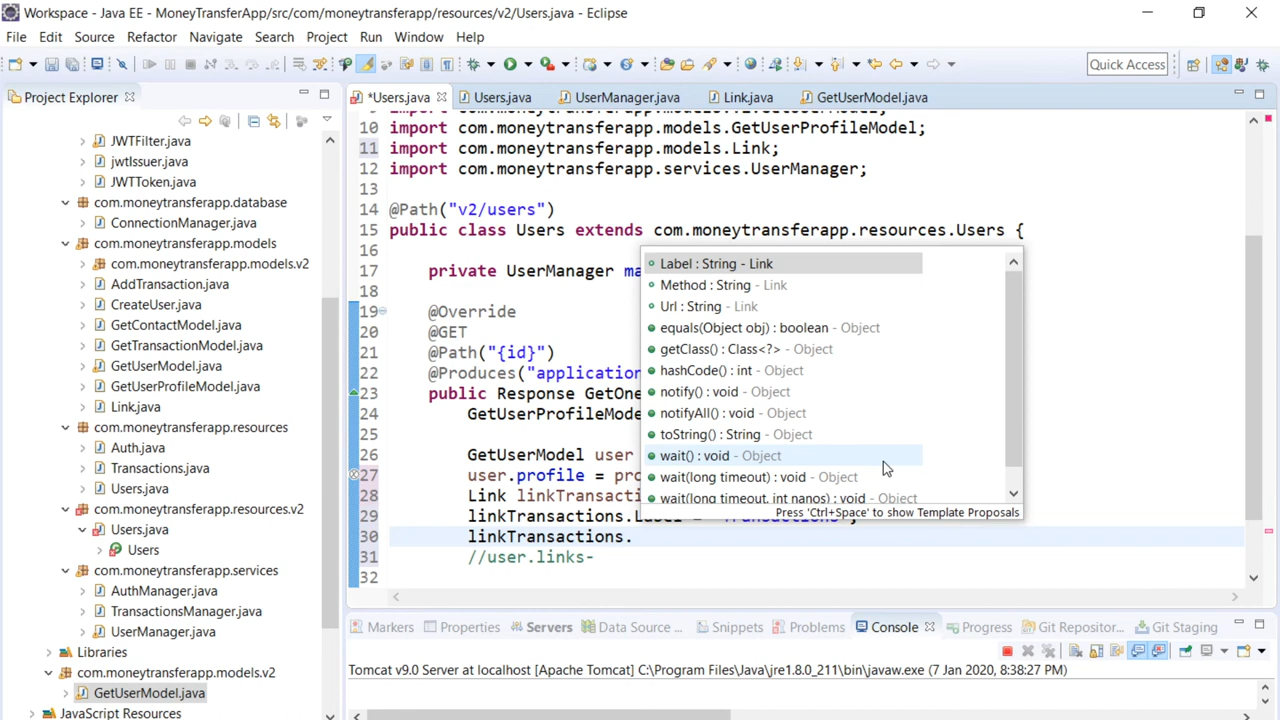 Workspace - Java EE - MoneyTransferApp/src/com/moneytransferapp/resources/v2/Users.java - Eclipse
File Edit Source Refactor Navigate Search Project Run Window Help
Quick Access
Project Explorer
*Users.java Users.java UserManager.java Link.java GetUserModel.java
JWTFilter.java
jwtIssuer.java
JWTToken.java
com.moneytransferapp.database
ConnectionManager.java
com.moneytransferapp.models
com.moneytransferapp.models.v2
AddTransaction.java
CreateUser.java
GetContactModel.java
GetTransactionModel.java
GetUserModel.java
GetUserProfileModel.java
Link.java
com.moneytransferapp.resources
Auth.java
Transactions.java
Users.java
com.moneytransferapp.resources.v2
Users.java
Users
com.moneytransferapp.services
AuthManager.java
TransactionsManager.java
UserManager.java
Libraries
com.moneytransferapp.models.v2
GetUserModel.java
JavaScript Resources
10 import com.moneytransferapp.models.GetUserProfileModel;
11 import com.moneytransferapp.models.Link;
12 import com.moneytransferapp.services.UserManager;
13
14 @Path("v2/users")
15 public class Users extends com.moneytransferapp.resources.Users {
16
17 private UserManager ma
18
19 @Override
20 @GET
21 @Path("{id}")
22 @Produces("application
23 public Response GetOne
24 GetUserProfileMode
25
26 GetUserModel user
27 user.profile = pro
28 Link linkTransacti
29 linkTransactions.
30 linkTransactions.
31 //user.links-
32
Label : String - Link
Method : String - Link
Url : String - Link
equals(Object obj) : boolean - Object
getClass() : Class<?> - Object
hashCode() : int - Object
notify() : void - Object
notifyAll() : void - Object
toString() : String - Object
wait() : void - Object
wait(long timeout) : void - Object
wait(long timeout, int nanos) : void - Object
Press 'Ctrl+Space' to show Template Proposals
Markers Properties Servers Data Source ... Snippets Problems Console Progress Git Repositor... Git Staging
Tomcat v9.0 Server at localhost [Apache Tomcat] C:\Program Files\Java\jre1.8.0_211\bin\javaw.exe (7 Jan 2020, 8:38:27 PM)